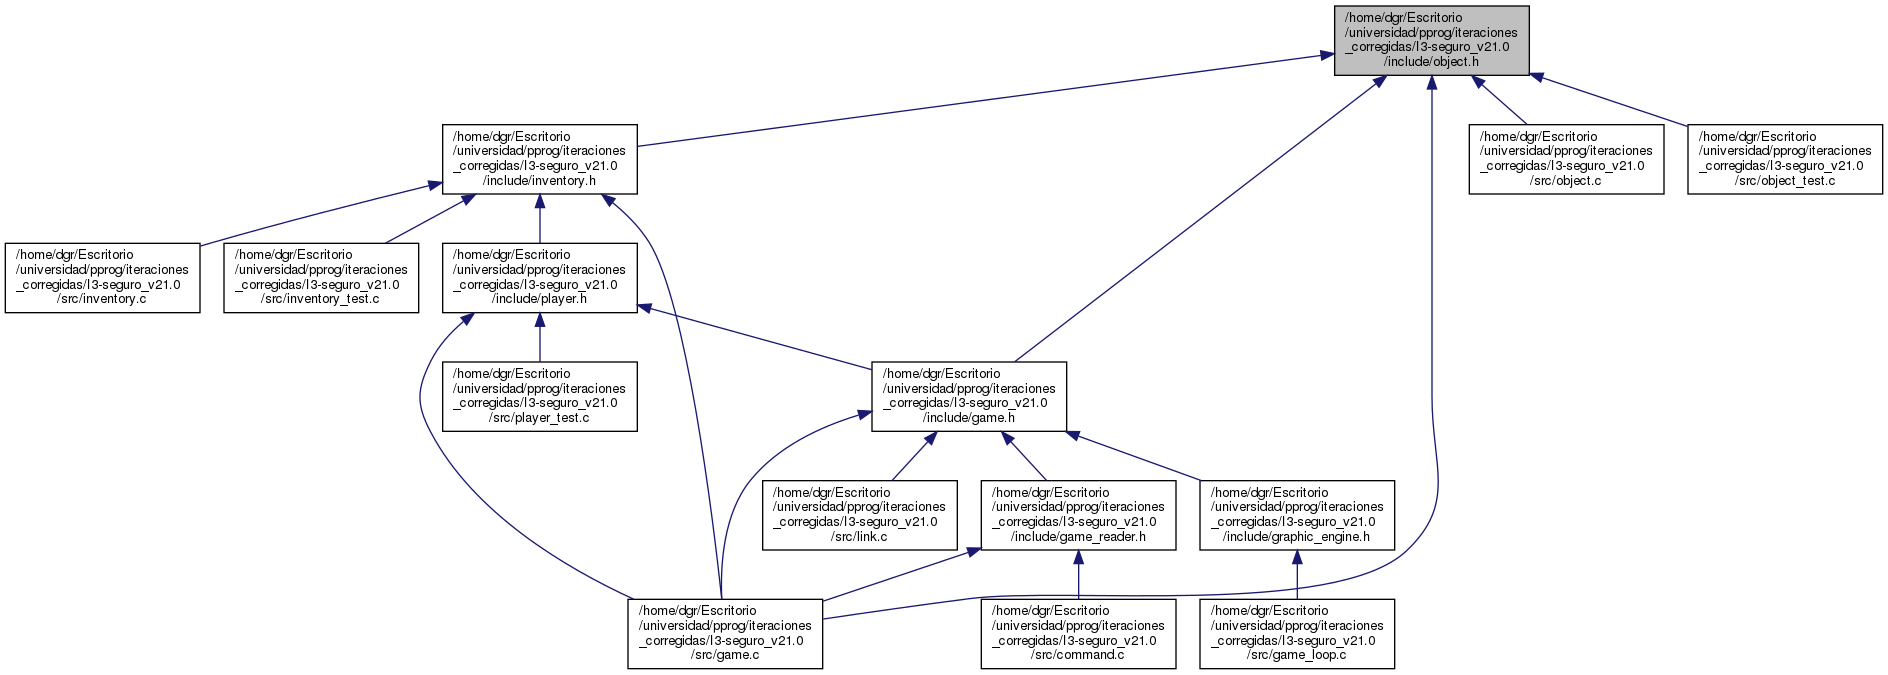 /home/dgr/Escritorio
/universidad/pprog/iteraciones
_corregidas/I3-seguro_v21.0
/include/object.h
/home/dgr/Escritorio
/universidad/pprog/iteraciones
_corregidas/I3-seguro_v21.0
/include/inventory.h
/home/dgr/Escritorio
/universidad/pprog/iteraciones
_corregidas/I3-seguro_v21.0
/src/object.c
/home/dgr/Escritorio
/universidad/pprog/iteraciones
_corregidas/I3-seguro_v21.0
/src/object_test.c
/home/dgr/Escritorio
/universidad/pprog/iteraciones
_corregidas/I3-seguro_v21.0
/src/inventory.c
/home/dgr/Escritorio
/universidad/pprog/iteraciones
_corregidas/I3-seguro_v21.0
/src/inventory_test.c
/home/dgr/Escritorio
/universidad/pprog/iteraciones
_corregidas/I3-seguro_v21.0
/include/player.h
/home/dgr/Escritorio
/universidad/pprog/iteraciones
_corregidas/I3-seguro_v21.0
/src/player_test.c
/home/dgr/Escritorio
/universidad/pprog/iteraciones
_corregidas/I3-seguro_v21.0
/include/game.h
/home/dgr/Escritorio
/universidad/pprog/iteraciones
_corregidas/I3-seguro_v21.0
/src/link.c
/home/dgr/Escritorio
/universidad/pprog/iteraciones
_corregidas/I3-seguro_v21.0
/include/game_reader.h
/home/dgr/Escritorio
/universidad/pprog/iteraciones
_corregidas/I3-seguro_v21.0
/include/graphic_engine.h
/home/dgr/Escritorio
/universidad/pprog/iteraciones
_corregidas/I3-seguro_v21.0
/src/game.c
/home/dgr/Escritorio
/universidad/pprog/iteraciones
_corregidas/I3-seguro_v21.0
/src/command.c
/home/dgr/Escritorio
/universidad/pprog/iteraciones
_corregidas/I3-seguro_v21.0
/src/game_loop.c